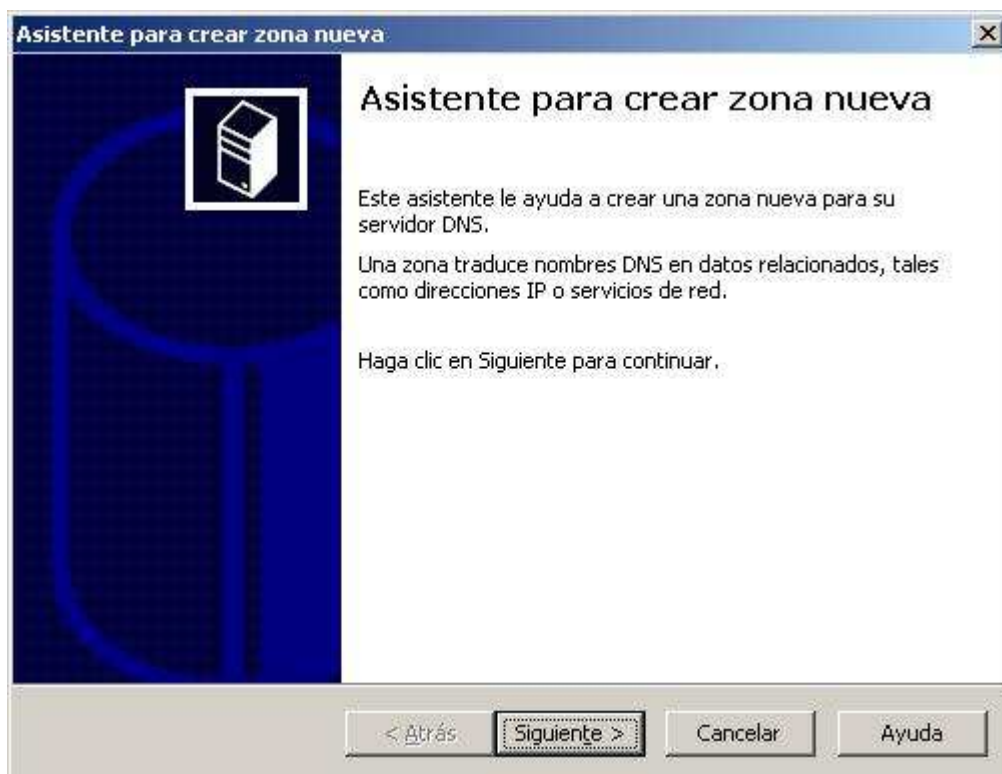 Asistente para crear zona nueva
Asistente para crear zona nueva
Este asistente le ayuda a crear una zona nueva para su
servidor DNS.
Una zona traduce nombres DNS en datos relacionados, tales
como direcciones IP o servicios de red.
Haga clic en Siguiente para continuar.
< Atrás
Siguiente >
Cancelar
Ayuda